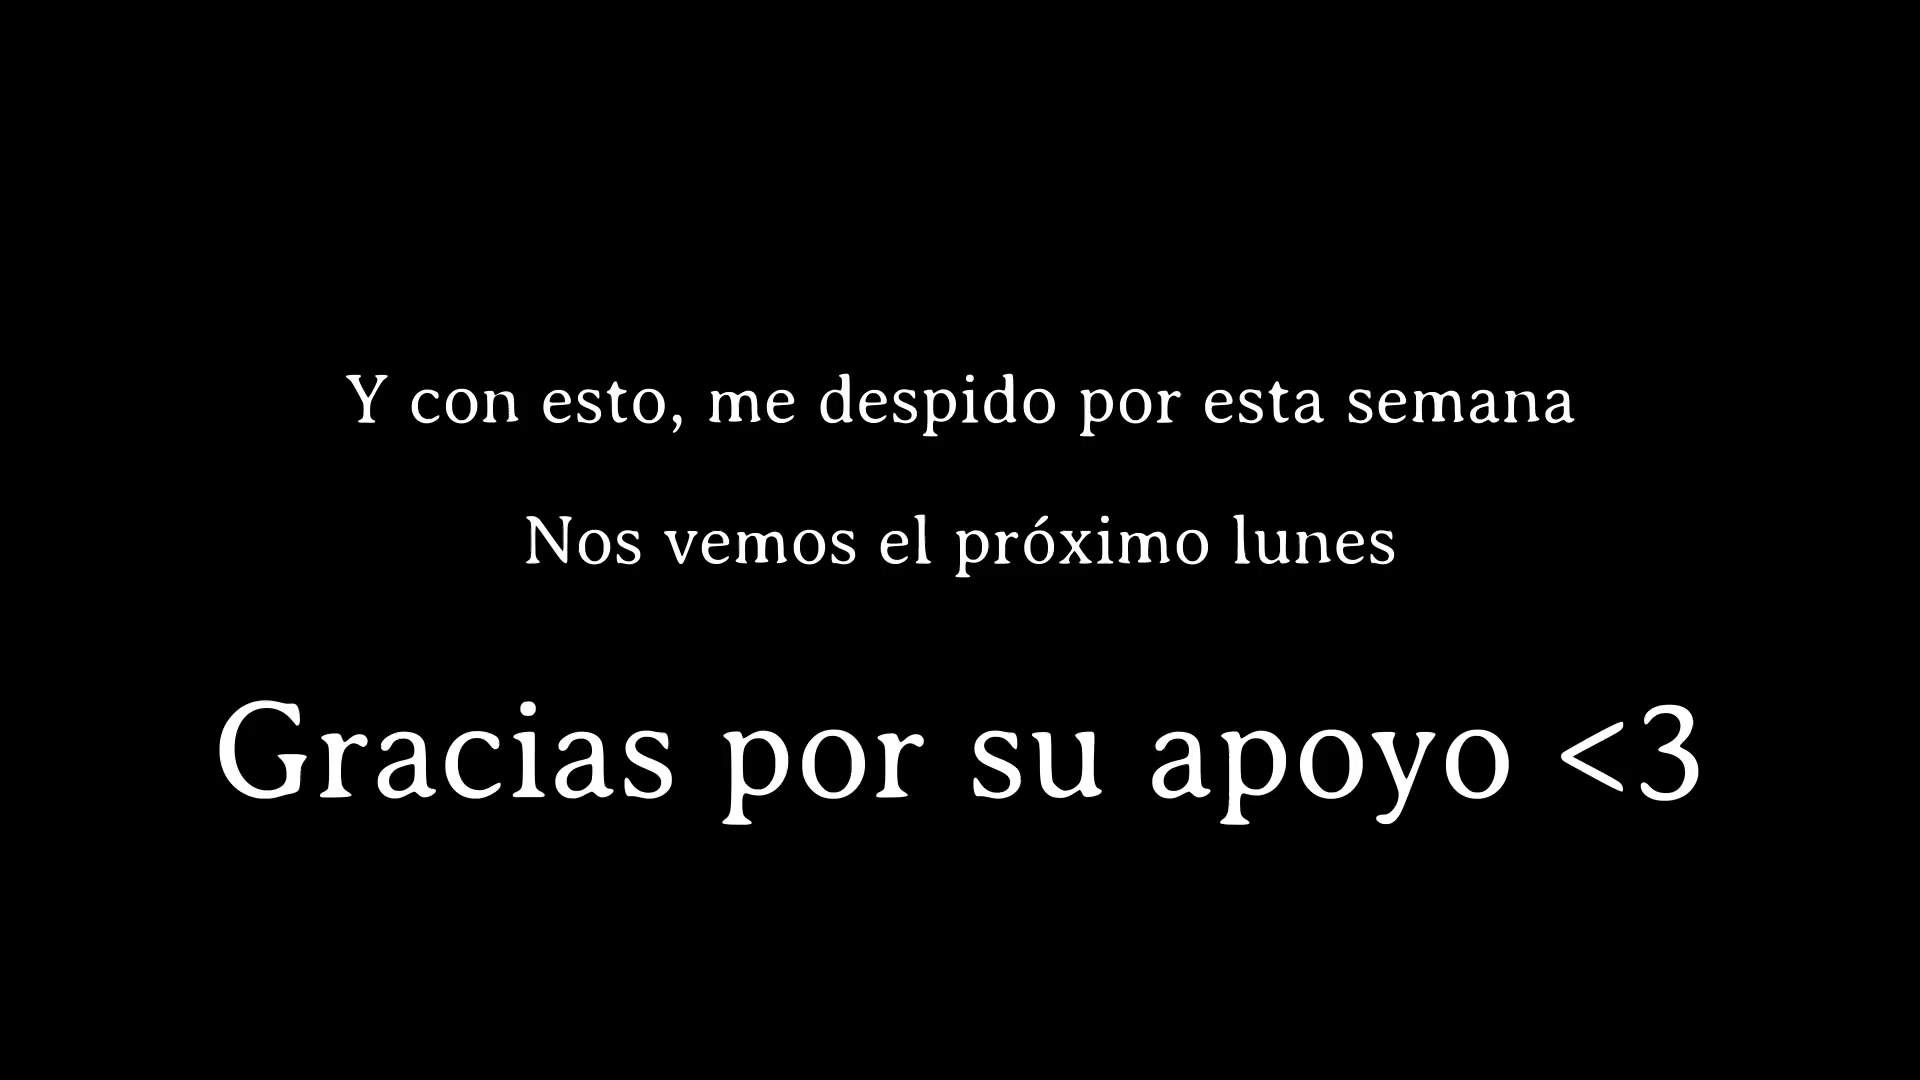 Y con esto, me despido por esta semana
Nos vemos el próximo lunes
Gracias por su apoyo <3